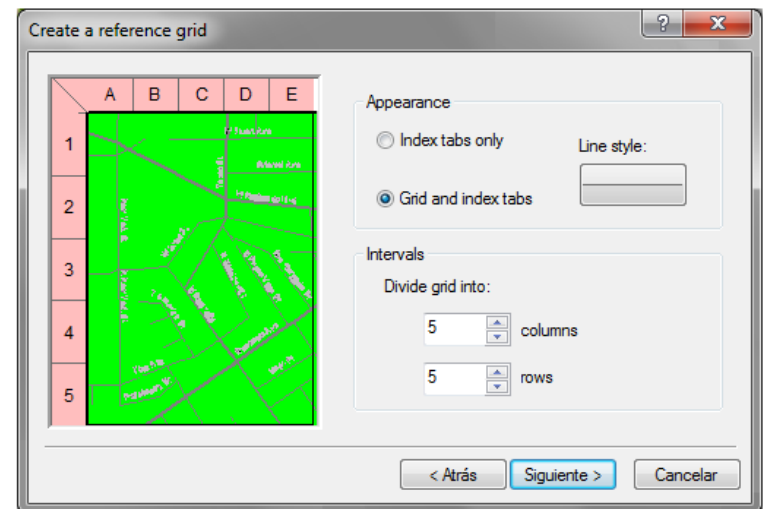 Create a reference grid
A B C D E
1
2
3
4
5
Appearance
Index tabs only
Line style:
Grid and index tabs
Intervals
Divide grid into:
5 columns
5 rows
< Atrás Siguiente > Cancelar